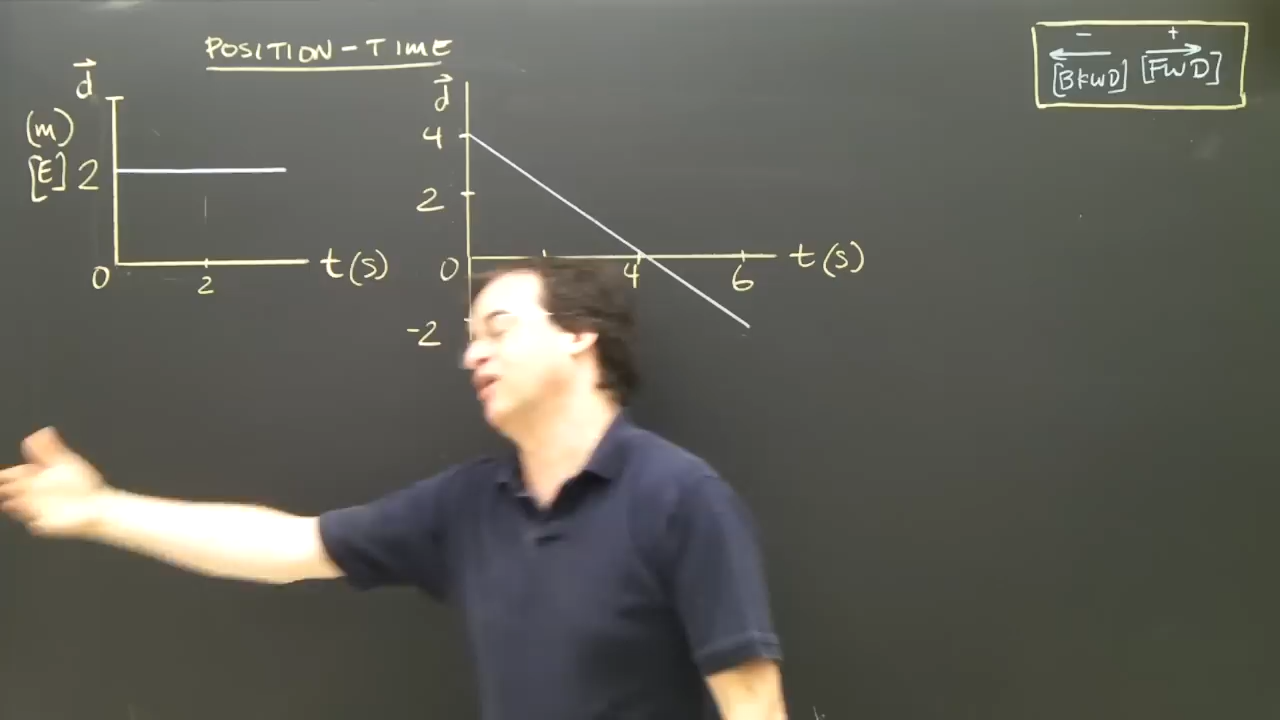 POSITION-TIME
d
(m)
[E] 2
0
2
t(s)
d
4
2
0
4
6
t(s)
-2
- +
[BKWD] [FWD]